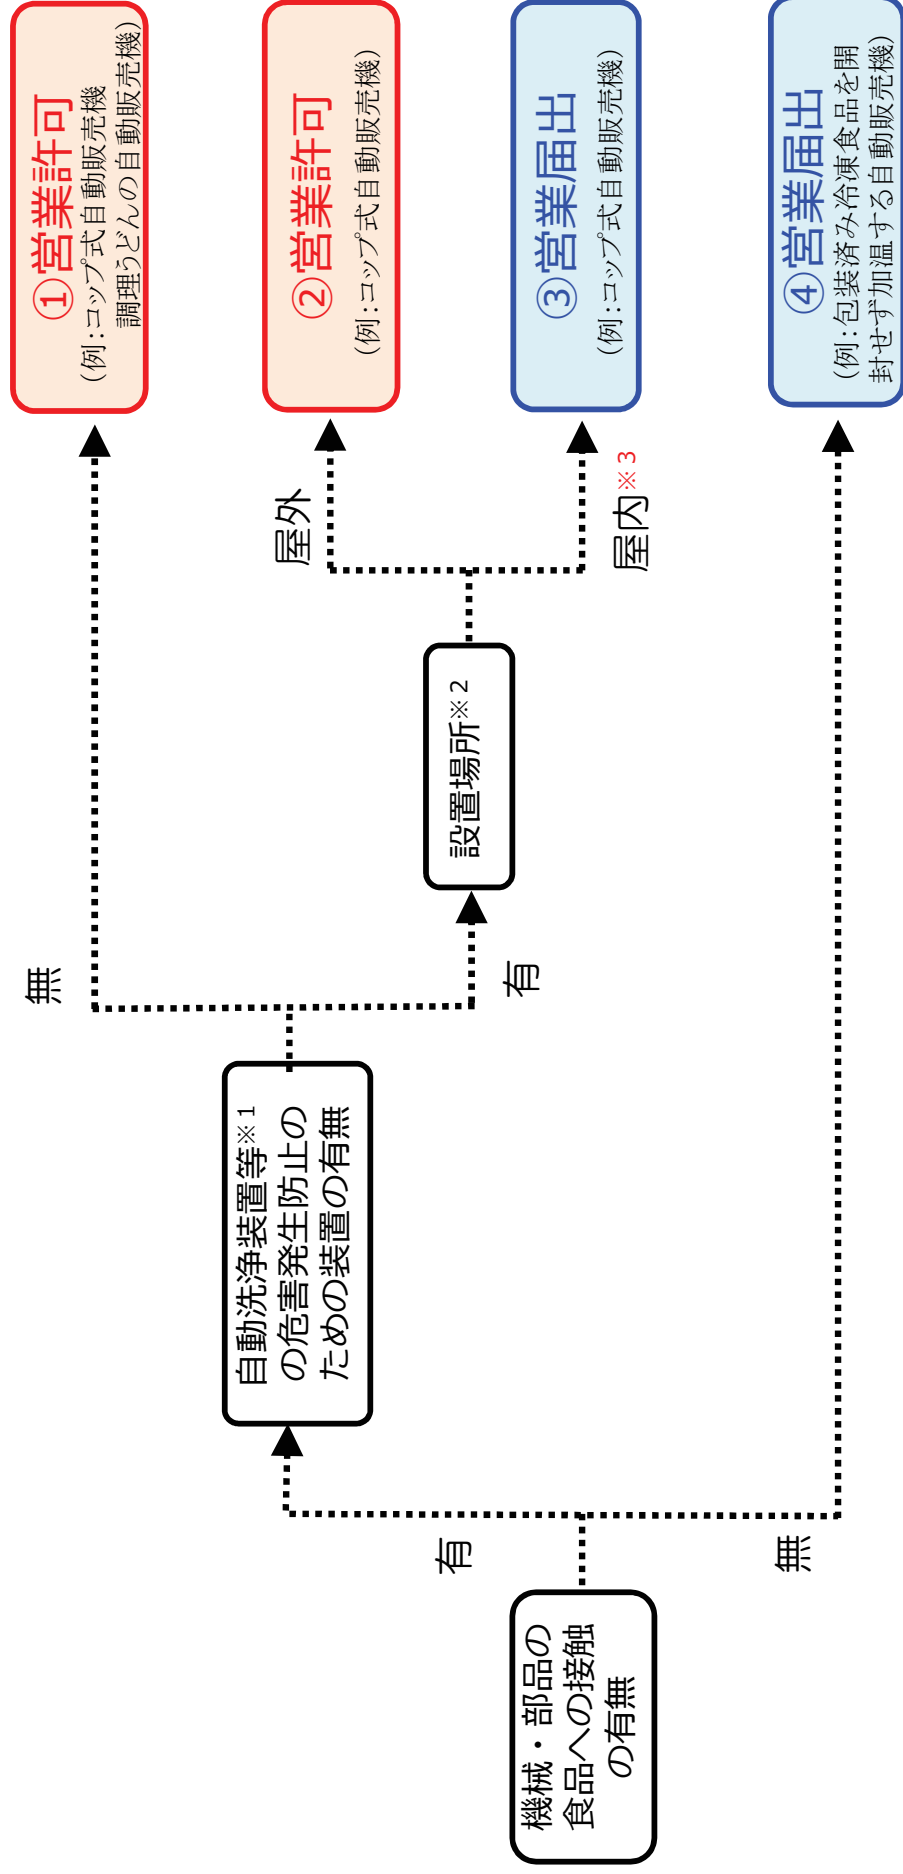 機械・部品の
食品への接触
の有無
有
無
自動洗浄装置等※1
の危害発生防止の
ための装置の有無
無
有
設置場所※2
屋外
屋内※3
①営業許可
(例：コップ式自動販売機
調理うどんの自動販売機)
②営業許可
(例：コップ式自動販売機)
③営業届出
(例：コップ式自動販売機)
④営業届出
(例：包装済み冷凍食品を開
封せず加温する自動販売機)